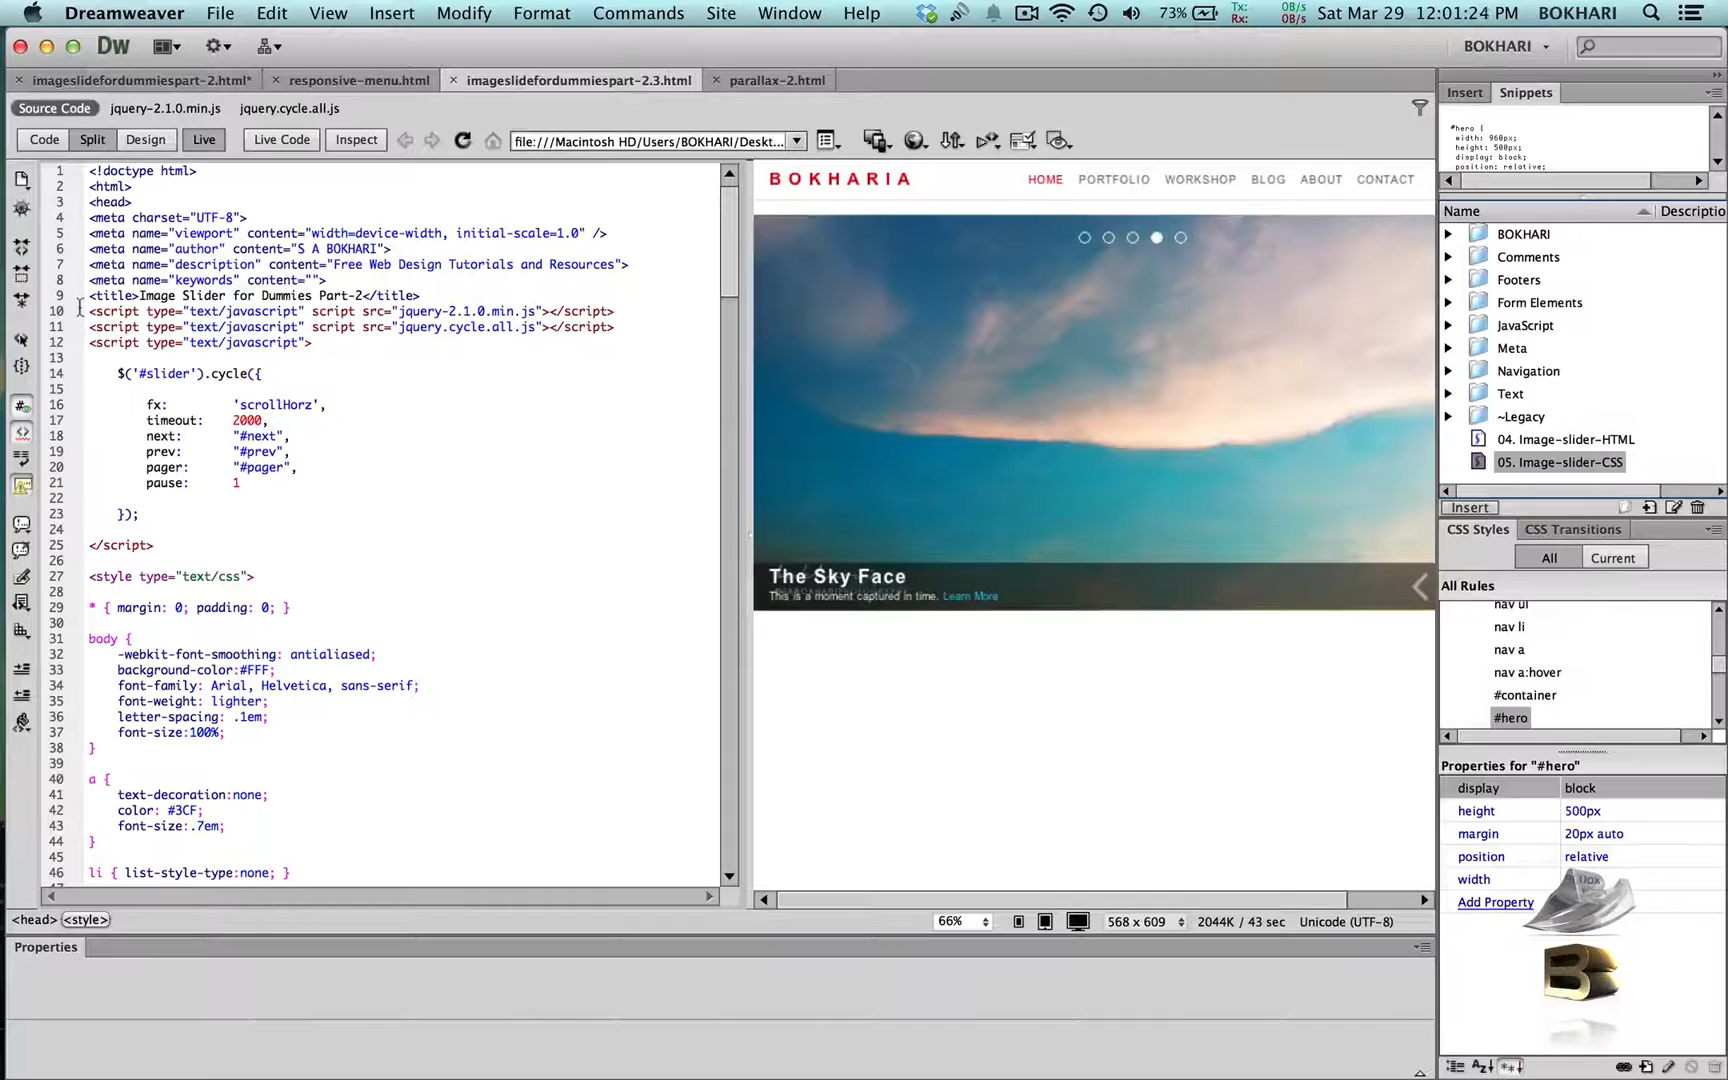 Dreamweaver File Edit View Insert Modify Format Commands Site Window Help 73% Tx: Rx: 0B/s 0B/s Sat Mar 29 12:01:24 PM BOKHARI
Dw BOKHARI
imageslidefordummiespart-2.html* responsive-menu.html imageslidefordummiespart-2.3.html parallax-2.html
Source Code jquery-2.1.0.min.js jquery.cycle.all.js
Code Split Design Live Live Code Inspect file:///Macintosh HD/Users/BOKHARI/Deskt...
1 <!doctype html>
2 <html>
3 <head>
4 <meta charset="UTF-8">
5 <meta name="viewport" content="width=device-width, initial-scale=1.0" />
6 <meta name="author" content="S A BOKHARI">
7 <meta name="description" content="Free Web Design Tutorials and Resources">
8 <meta name="keywords" content="">
9 <title>Image Slider for Dummies Part-2</title>
10 <script type="text/javascript" script src="jquery-2.1.0.min.js"></script>
11 <script type="text/javascript" script src="jquery.cycle.all.js"></script>
12 <script type="text/javascript">
13
14 $('#slider').cycle({
15
16 fx: 'scrollHorz',
17 timeout: 2000,
18 next: "#next",
19 prev: "#prev",
20 pager: "#pager",
21 pause: 1
22
23 });
24
25 </script>
26
27 <style type="text/css">
28
29 * { margin: 0; padding: 0; }
30
31 body {
32 -webkit-font-smoothing: antialiased;
33 background-color:#FFF;
34 font-family: Arial, Helvetica, sans-serif;
35 font-weight: lighter;
36 letter-spacing: .1em;
37 font-size:100%;
38 }
39
40 a {
41 text-decoration:none;
42 color: #3CF;
43 font-size:.7em;
44 }
45
46 li { list-style-type:none; }
<head> <style>
BOKHARIA HOME PORTFOLIO WORKSHOP BLOG ABOUT CONTACT
The Sky Face
This is a moment captured in time. Learn More
66% 568 x 609 2044K / 43 sec Unicode (UTF-8)
Properties
Insert Snippets
#hero {
width: 960px;
height: 500px;
display: block;
position: relative;
Name Descriptio
BOKHARI
Comments
Footers
Form Elements
JavaScript
Meta
Navigation
Text
~Legacy
04. Image-slider-HTML
05. Image-slider-CSS
Insert
CSS Styles CSS Transitions
All Current
All Rules
nav ul
nav li
nav a
nav a:hover
#container
#hero
Properties for "#hero"
display block
height 500px
margin 20px auto
position relative
width
Add Property
B